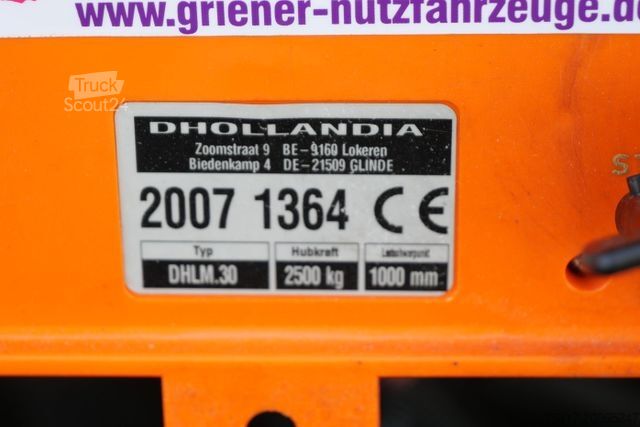 www.griener-nutzfahrzeuge.d
Truck
Scout24
DHOLLANDIA
Zoomstraat 9 BE-9160 Lokeren
Biedenkamp 4 DE-21509 GLINDE
2007 1364 CE
Typ Hubkraft Lastschwerpunkt
DHLM.30 2500 kg 1000 mm